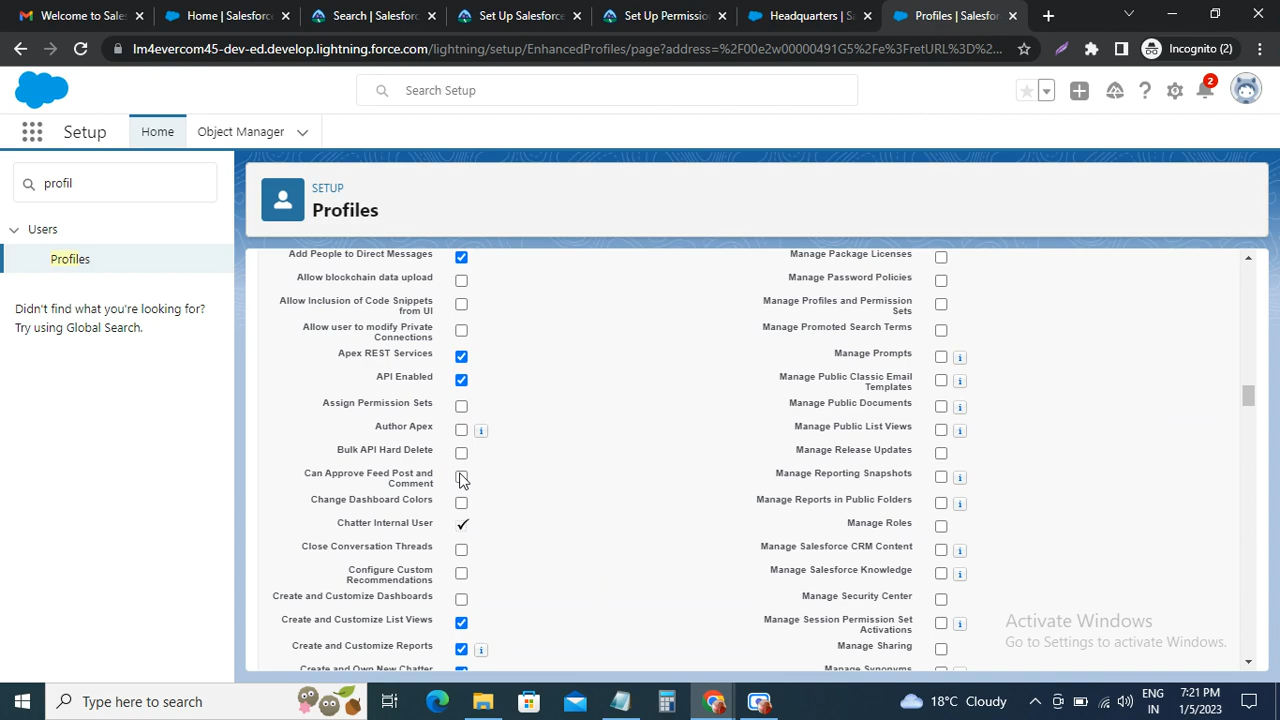 Welcome to Sale
Home | Salesforc
Search | Salesforc
Set Up Salesforce
Set Up Permissio
Headquarters | Sa
Profiles | Salesfor
lm4evercom45-dev-ed.develop.lightning.force.com/lightning/setup/EnhancedProfiles/page?address=%2F00e2w00000491G5%2Fe%3FretURL%3D%2...
Incognito (2)
Search Setup
2
Setup
Home
Object Manager
profil
Users
Profiles
Didn't find what you're looking for?
Try using Global Search.
SETUP
Profiles
Add People to Direct Messages
Manage Package Licenses
Allow blockchain data upload
Manage Password Policies
Allow Inclusion of Code Snippets
from UI
Manage Profiles and Permission
Sets
Allow user to modify Private
Connections
Manage Promoted Search Terms
Apex REST Services
Manage Prompts
API Enabled
Manage Public Classic Email
Templates
Assign Permission Sets
Manage Public Documents
Author Apex
Manage Public List Views
Bulk API Hard Delete
Manage Release Updates
Can Approve Feed Post and
Comment
Manage Reporting Snapshots
Change Dashboard Colors
Manage Reports in Public Folders
Chatter Internal User
Manage Roles
Close Conversation Threads
Manage Salesforce CRM Content
Configure Custom
Recommendations
Manage Salesforce Knowledge
Create and Customize Dashboards
Manage Security Center
Create and Customize List Views
Manage Session Permission Set
Activations
Create and Customize Reports
Manage Sharing
Create and Own New Chatter
Manage Synonyms
Activate Windows
Go to Settings to activate Windows.
Type here to search
18°C Cloudy
ENG
IN
7:21 PM
1/5/2023